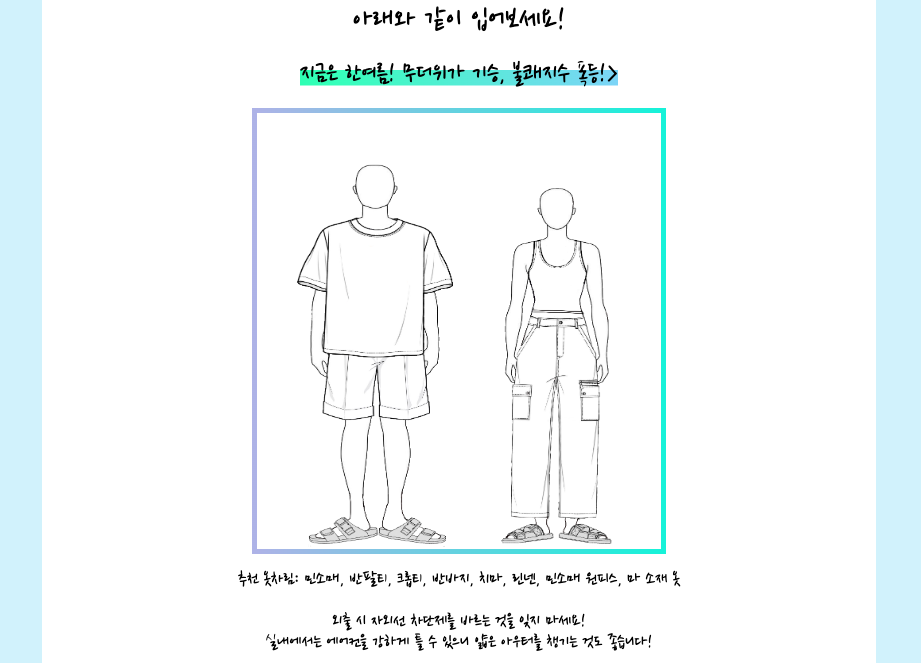 아래와 같이 입어보세요!
지금은 한여름! 무더위가 기승, 불쾌지수 폭등!>
추천 옷차림: 민소매, 반팔티, 크롭티, 반바지, 치마, 린넨, 민소매 원피스, 마 소재 옷
외출 시 자외선 차단제를 바르는 것을 잊지 마세요!
실내에서는 에어컨을 강하게 틀 수 있으니 얇은 아우터를 챙기는 것도 좋습니다!